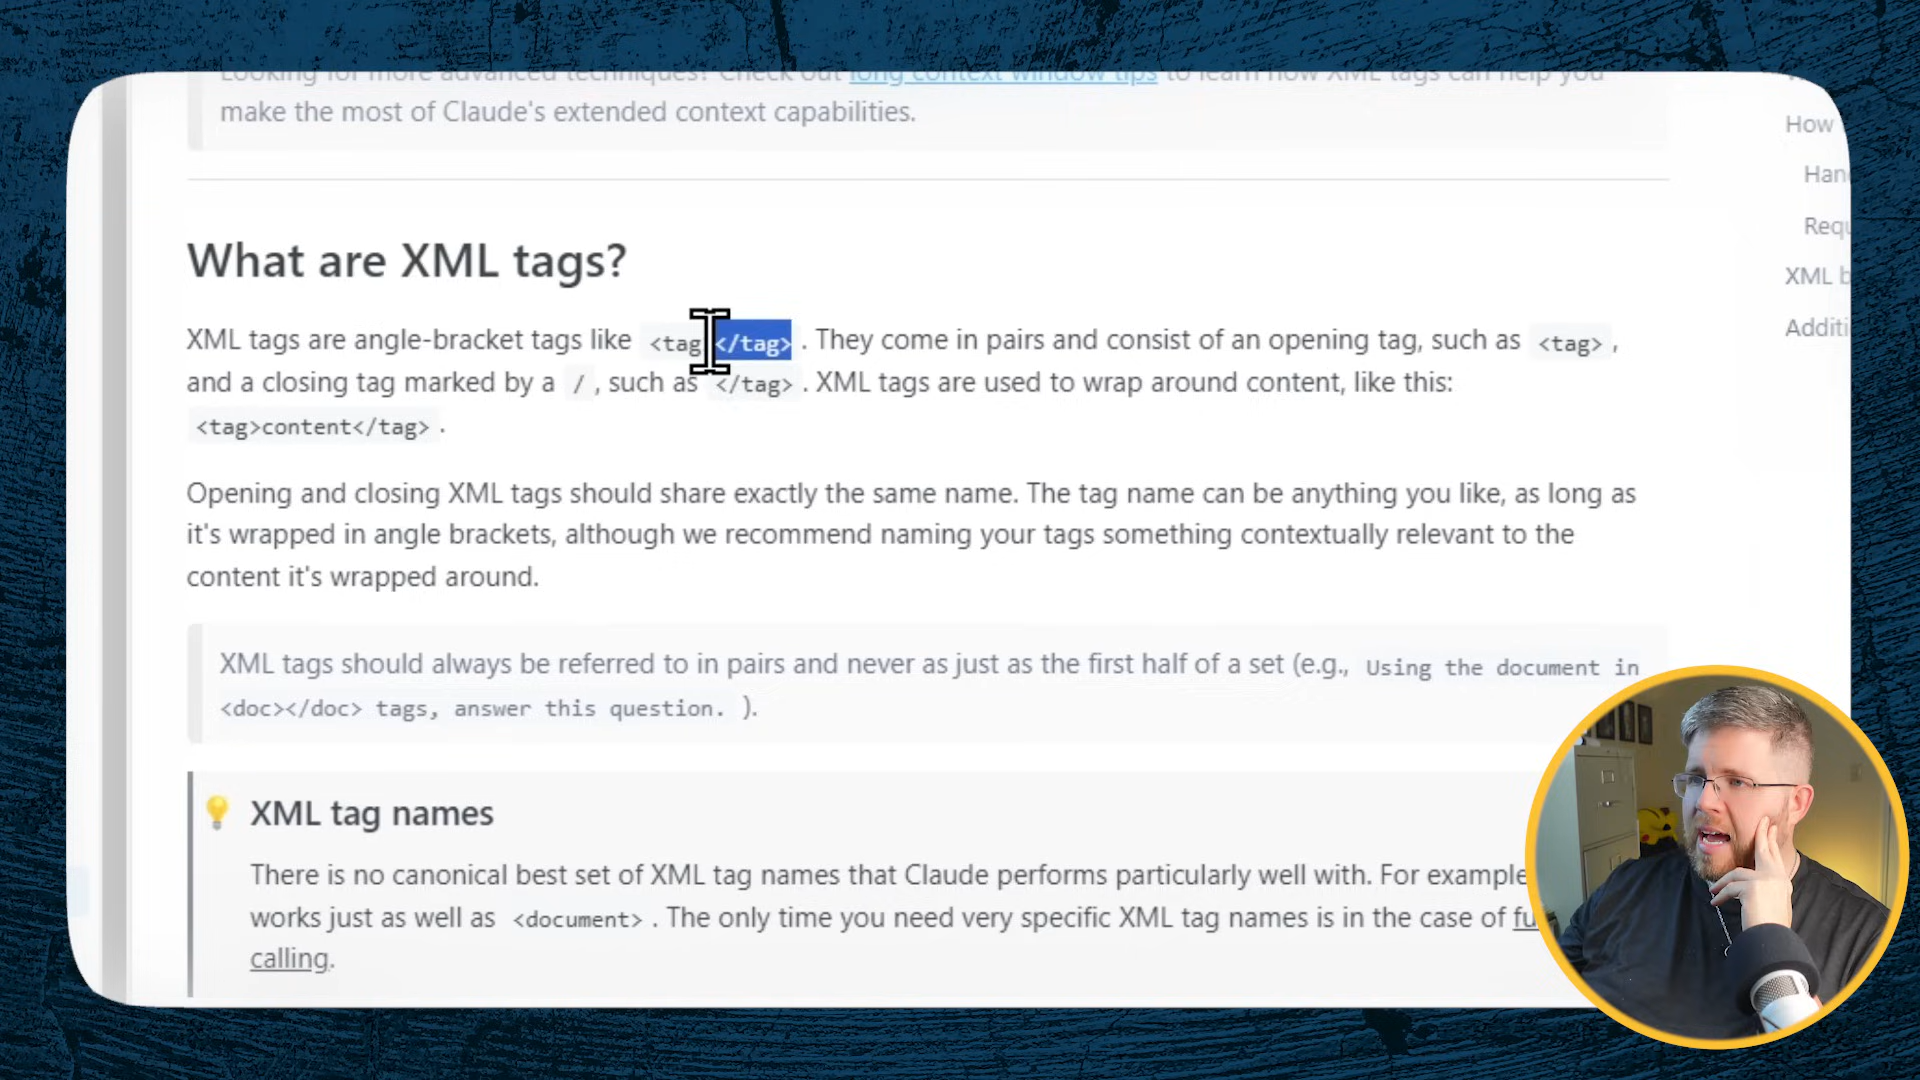 Looking for more advanced techniques? Check out long context window tips to learn how XML tags can help you
make the most of Claude's extended context capabilities.
What are XML tags?
XML tags are angle-bracket tags like <tag></tag> . They come in pairs and consist of an opening tag, such as <tag> ,
and a closing tag marked by a / , such as </tag> . XML tags are used to wrap around content, like this:
<tag>content</tag> .
Opening and closing XML tags should share exactly the same name. The tag name can be anything you like, as long as
it's wrapped in angle brackets, although we recommend naming your tags something contextually relevant to the
content it's wrapped around.
XML tags should always be referred to in pairs and never as just as the first half of a set (e.g., Using the document in
<doc></doc> tags, answer this question. ).
💡 XML tag names
There is no canonical best set of XML tag names that Claude performs particularly well with. For example
works just as well as <document> . The only time you need very specific XML tag names is in the case of fu
calling.
How
Han
Requ
XML b
Additi